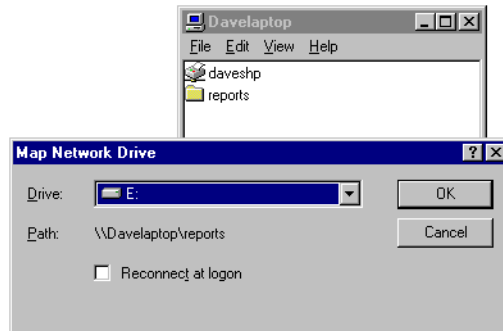 Davelaptop
File Edit View Help
daveshp
reports
Map Network Drive
Drive: E: OK
Path: \\Davelaptop\reports Cancel
Reconnect at logon